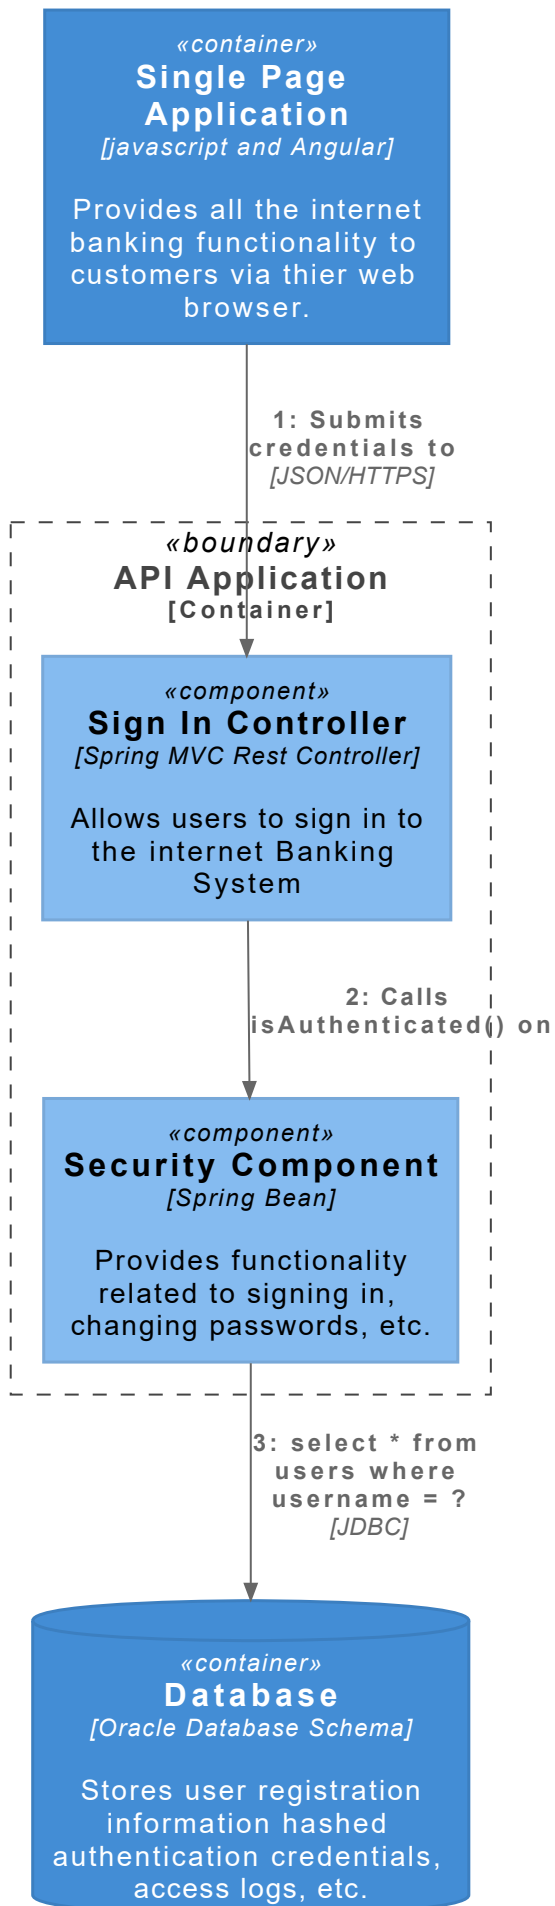 «container»
Single Page
Application
[javascript and Angular]
Provides all the internet
banking functionality to
customers via thier web
browser.
1: Submits
credentials to
[JSON/HTTPS]
«boundary»
API Application
[Container]
«component»
Sign In Controller
[Spring MVC Rest Controller]
Allows users to sign in to
the internet Banking
System
2: Calls
isAuthenticated() on
«component»
Security Component
[Spring Bean]
Provides functionality
related to signing in,
changing passwords, etc.
3: select * from
users where
username = ?
[JDBC]
«container»
Database
[Oracle Database Schema]
Stores user registration
information hashed
authentication credentials,
access logs, etc.